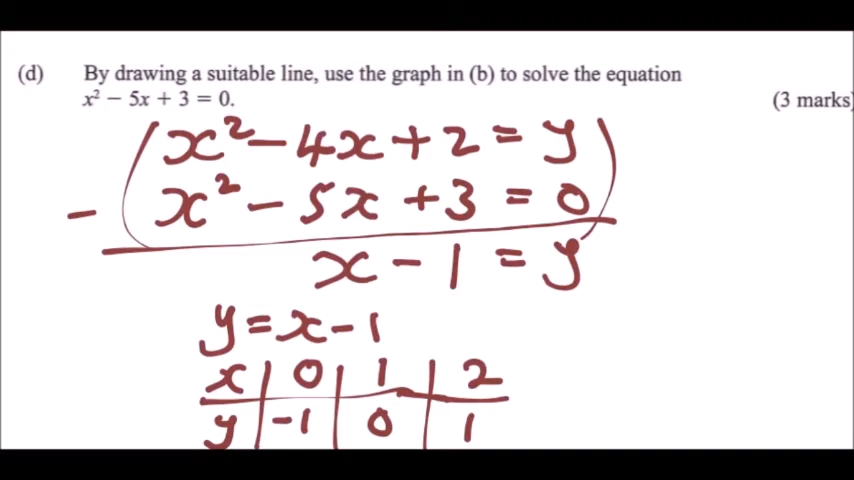 (d) By drawing a suitable line, use the graph in (b) to solve the equation
x² − 5x + 3 = 0.
(3 marks)
x² − 4x + 2 = y
− x² − 5x + 3 = 0
x − 1 = y
y = x − 1
x | 0 | 1 | 2
y | −1 | 0 | 1